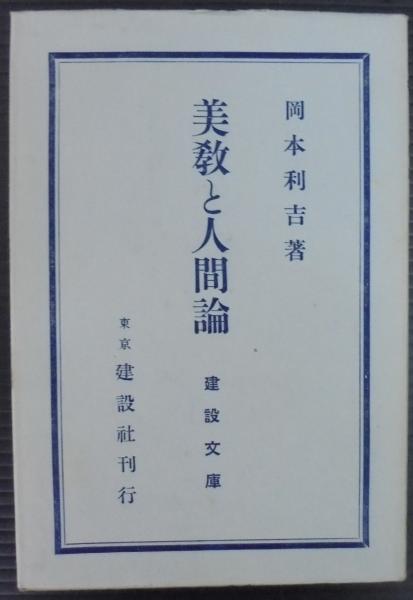 岡本利吉著
美教と人間論
建設文庫
東京 建設社刊行